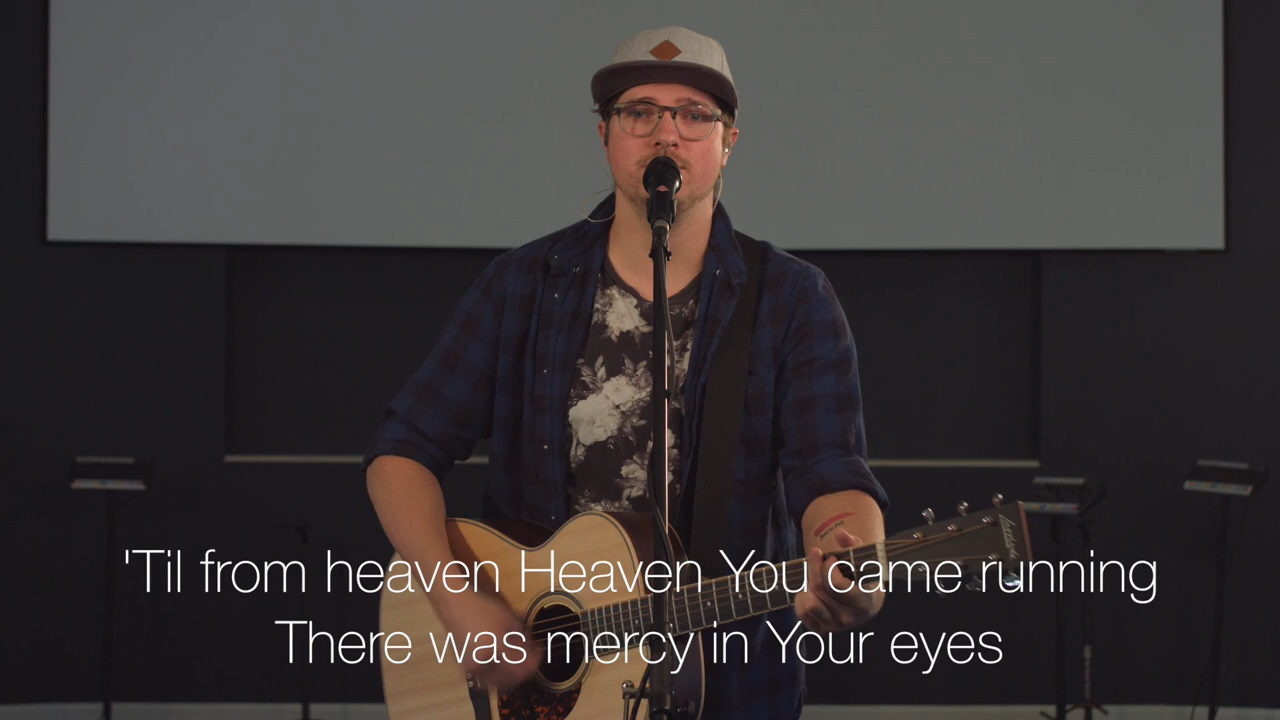 'Til from heaven Heaven You came running
There was mercy in Your eyes